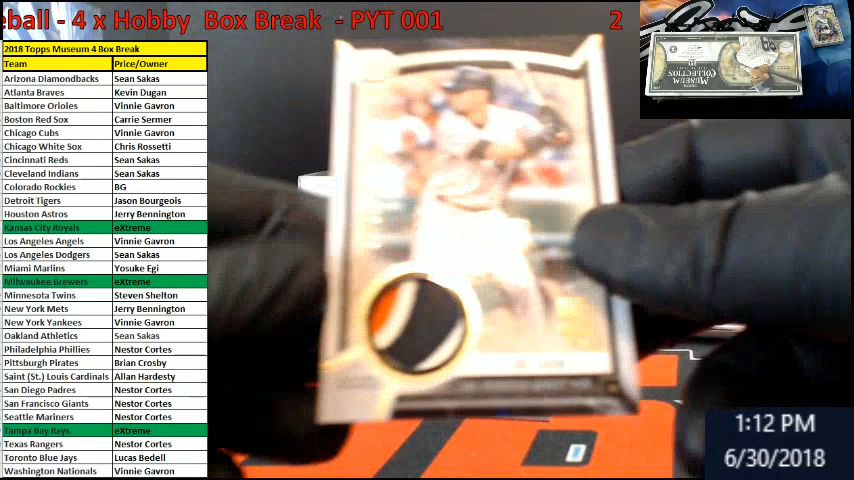 eball - 4 x Hobby Box Break - PYT 001 2
2018 Topps Museum 4 Box Break
Team Price/Owner
Arizona Diamondbacks Sean Sakas
Atlanta Braves Kevin Dugan
Baltimore Orioles Vinnie Gavron
Boston Red Sox Carrie Sermer
Chicago Cubs Vinnie Gavron
Chicago White Sox Chris Rossetti
Cincinnati Reds Sean Sakas
Cleveland Indians Sean Sakas
Colorado Rockies BG
Detroit Tigers Jason Bourgeois
Houston Astros Jerry Bennington
Kansas City Royals eXtreme
Los Angeles Angels Vinnie Gavron
Los Angeles Dodgers Sean Sakas
Miami Marlins Yosuke Egi
Milwaukee Brewers eXtreme
Minnesota Twins Steven Shelton
New York Mets Jerry Bennington
New York Yankees Vinnie Gavron
Oakland Athletics Sean Sakas
Philadelphia Phillies Nestor Cortes
Pittsburgh Pirates Brian Crosby
Saint (St.) Louis Cardinals Allan Hardesty
San Diego Padres Nestor Cortes
San Francisco Giants Nestor Cortes
Seattle Mariners Nestor Cortes
Tampa Bay Rays eXtreme
Texas Rangers Nestor Cortes
Toronto Blue Jays Lucas Bedell
Washington Nationals Vinnie Gavron
MUSEUM
COLLECTION
1:12 PM
6/30/2018